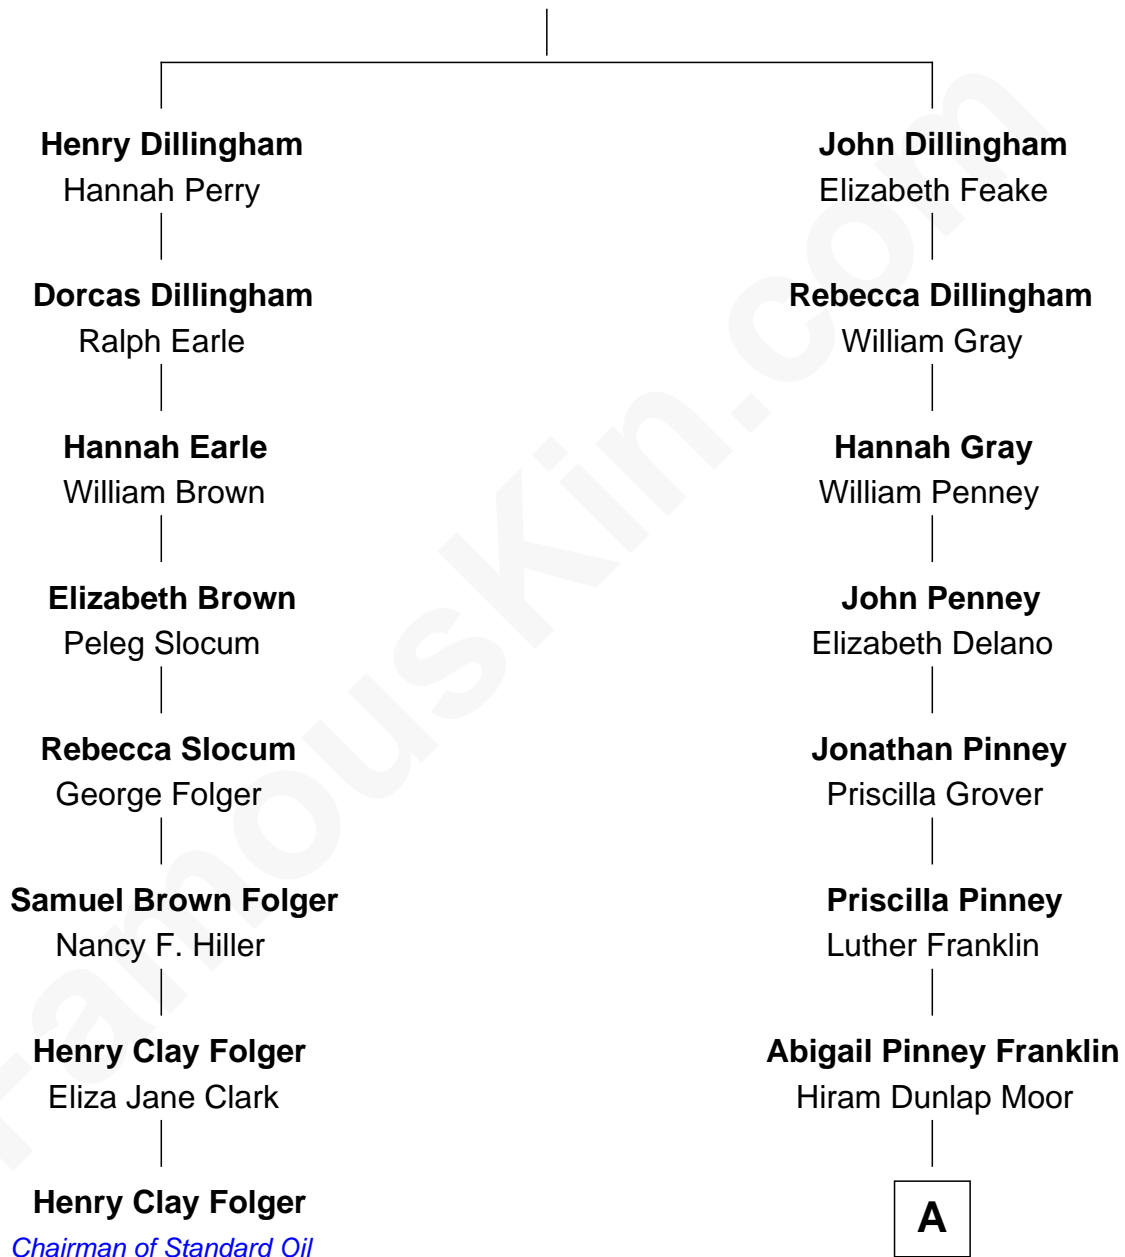 Henry Dillingham
Hannah Perry
John Dillingham
Elizabeth Feake
Dorcas Dillingham
Ralph Earle
Rebecca Dillingham
William Gray
Hannah Earle
William Brown
Hannah Gray
William Penney
Elizabeth Brown
Peleg Slocum
John Penney
Elizabeth Delano
Rebecca Slocum
George Folger
Jonathan Pinney
Priscilla Grover
Samuel Brown Folger
Nancy F. Hiller
Priscilla Pinney
Luther Franklin
Henry Clay Folger
Eliza Jane Clark
Abigail Pinney Franklin
Hiram Dunlap Moor
Henry Clay Folger
Chairman of Standard Oil
A
FamousKin.com